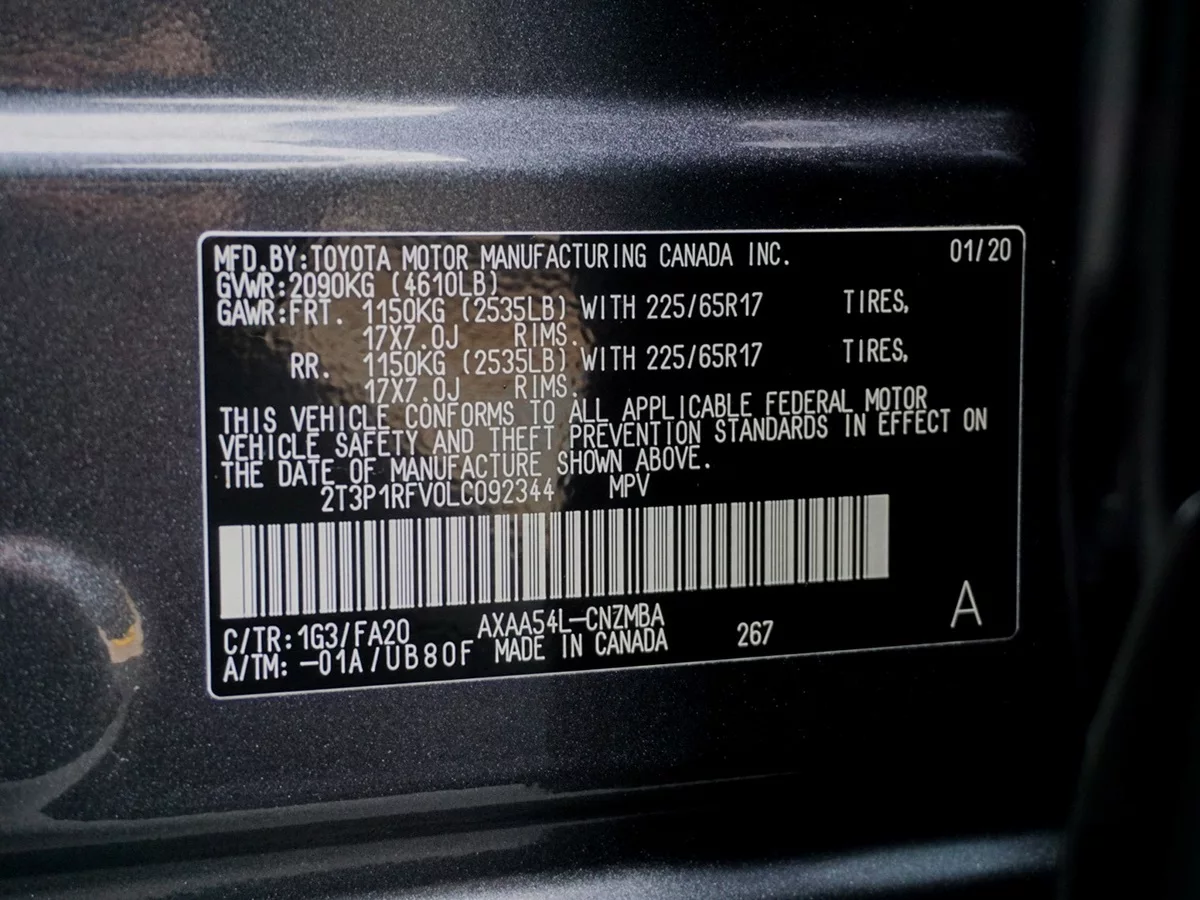 MFD.BY:TOYOTA MOTOR MANUFACTURING CANADA INC. 01/20
GVWR:2090KG (4610LB)
GAWR:FRT. 1150KG (2535LB) WITH 225/65R17 TIRES,
17X7.0J RIMS.
RR. 1150KG (2535LB) WITH 225/65R17 TIRES,
17X7.0J RIMS.
THIS VEHICLE CONFORMS TO ALL APPLICABLE FEDERAL MOTOR
VEHICLE SAFETY AND THEFT PREVENTION STANDARDS IN EFFECT ON
THE DATE OF MANUFACTURE SHOWN ABOVE.
2T3P1RFV0LC092344 MPV
C/TR:1G3/FA20 AXAA54L-CNZMBA 267 A
A/TM:-01A/UB80F MADE IN CANADA